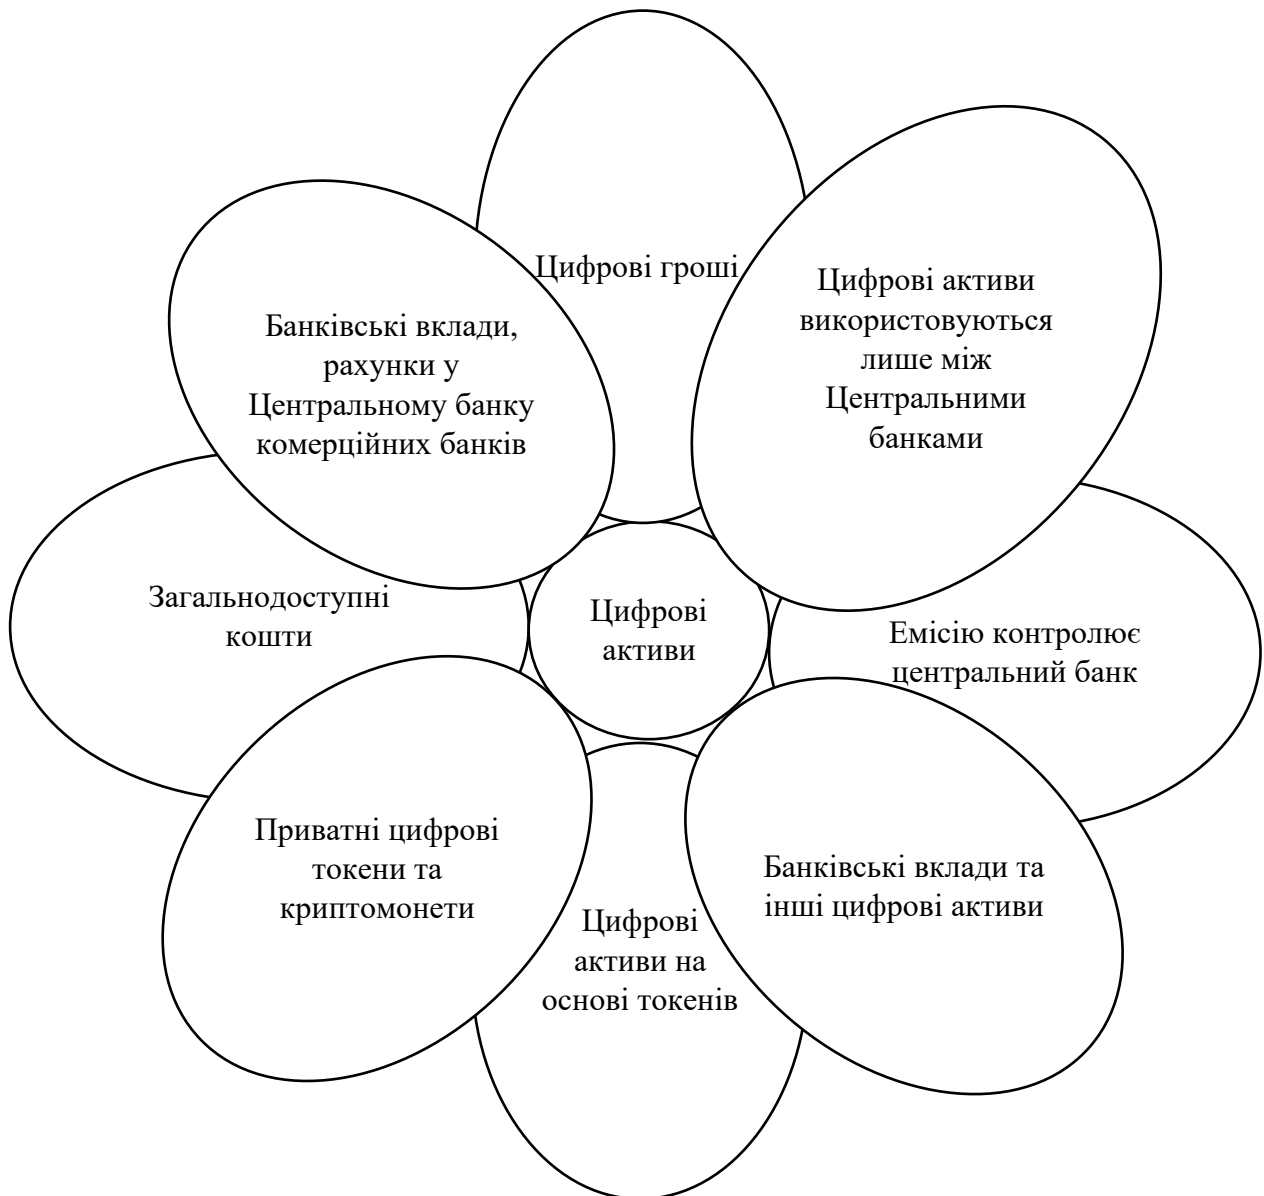 Цифрові гроші
Цифрові активи
використовуються
лише між
Центральними
банками
Банківські вклади,
рахунки у
Центральному банку
комерційних банків
Загальнодоступні
кошти
Цифрові
активи
Емісію контролює
центральний банк
Приватні цифрові
токени та
криптомонети
Банківські вклади та
інші цифрові активи
Цифрові
активи на
основі токенів